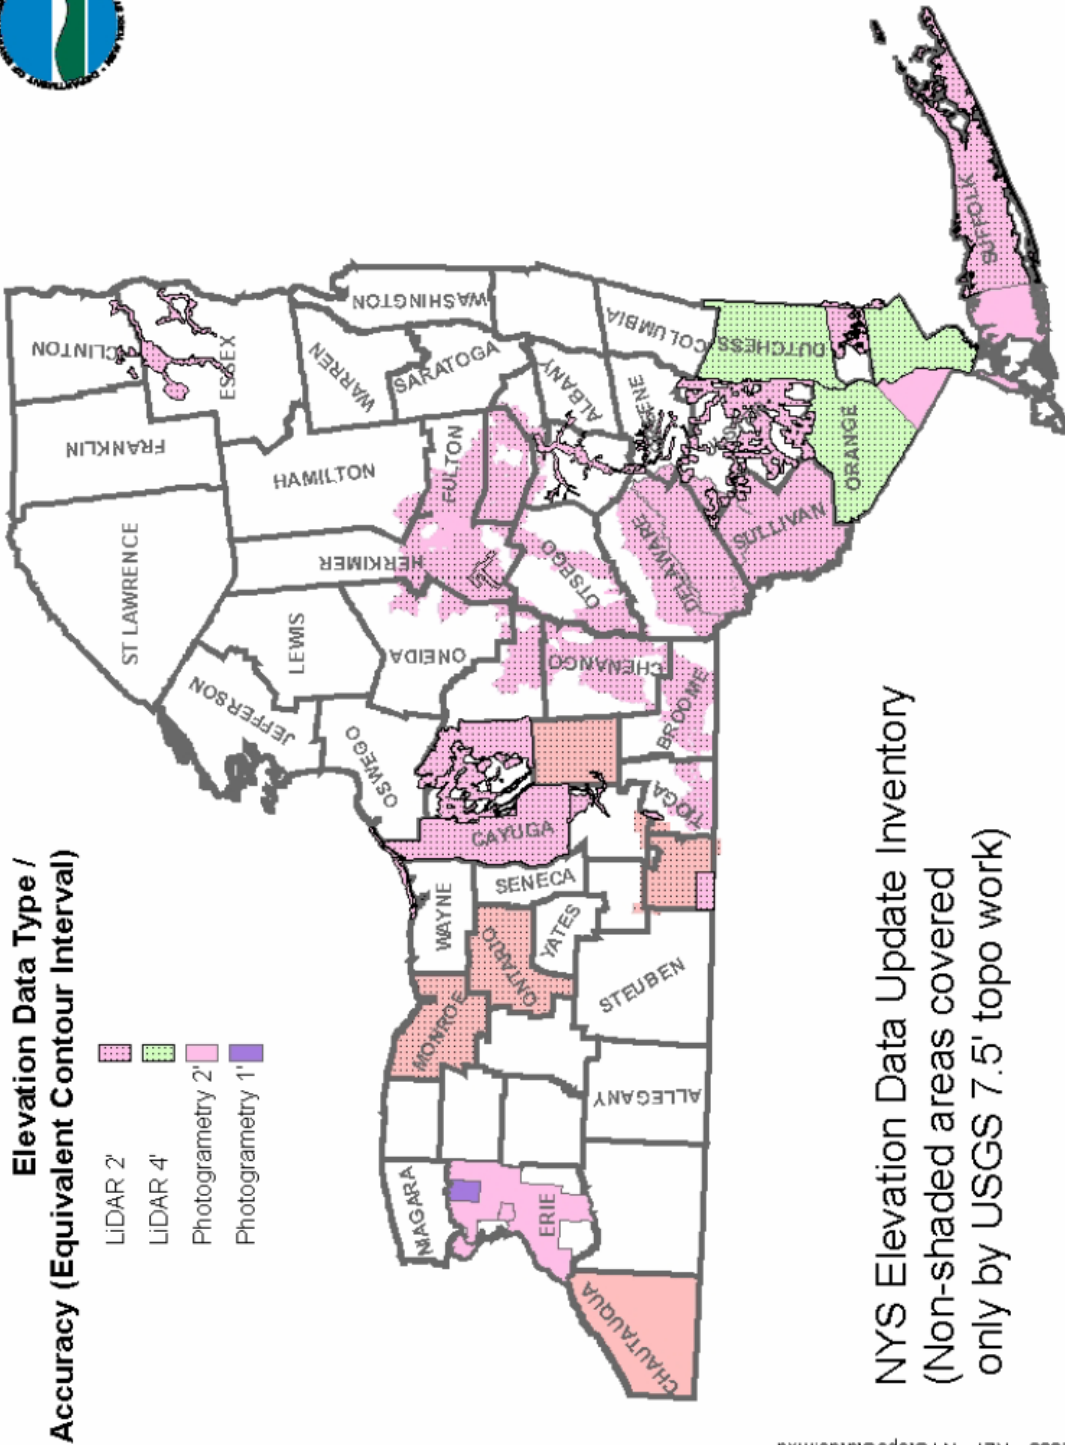 Elevation Data Type /
Accuracy (Equivalent Contour Interval)
LiDAR 2'
LiDAR 4'
Photogrametry 2'
Photogrametry 1'
CLINTON
FRANKLIN
ST LAWRENCE
ESSEX
JEFFERSON
LEWIS
HAMILTON
WARREN
WASHINGTON
HERKIMER
FULTON
SARATOGA
ONEIDA
OSWEGO
NIAGARA
MONROE
WAYNE
CAYUGA
ONTARIO
SENECA
YATES
ERIE
CHENANGO
OTSEGO
ALBANY
COLUMBIA
DELAWARE
STEUBEN
ALLEGANY
CHAUTAUQUA
TIOGA
BROOME
SULLIVAN
DUTCHESS
ORANGE
SUFFOLK
NYS Elevation Data Update Inventory
(Non-shaded areas covered
only by USGS 7.5' topo work)